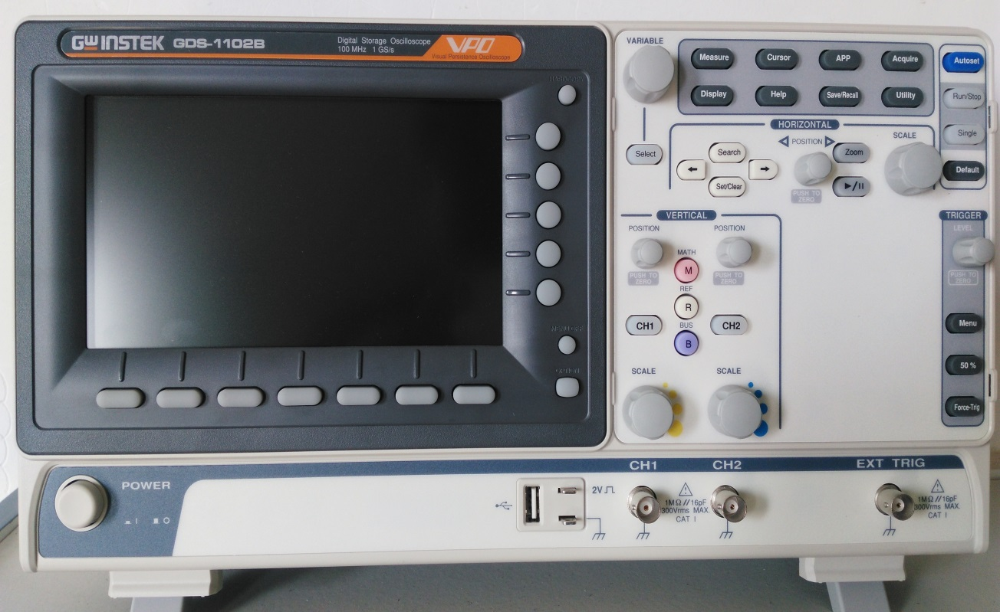 GW INSTEK GDS-1102B
Digital Storage Oscilloscope
100 MHz 1 GS/s
VPO
Visual Persistence Oscilloscope
HARDCOPY
MENU OFF
OPTION
VARIABLE
Measure Cursor APP Acquire
Display Help Save/Recall Utility
Autoset
Run/Stop
Single
Default
Select
HORIZONTAL
Search
Set/Clear
POSITION
PUSH TO
ZERO
Zoom
SCALE
VERTICAL
POSITION
PUSH TO
ZERO
MATH
M
REF
R
BUS
B
POSITION
PUSH TO
ZERO
CH1
CH2
SCALE
SCALE
TRIGGER
LEVEL
PUSH TO
ZERO
Menu
50 %
Force-Trig
POWER
2V
CH1
CH2
1MΩ//16pF
300Vrms MAX.
CAT I
EXT TRIG
1MΩ//16pF
300Vrms MAX.
CAT I